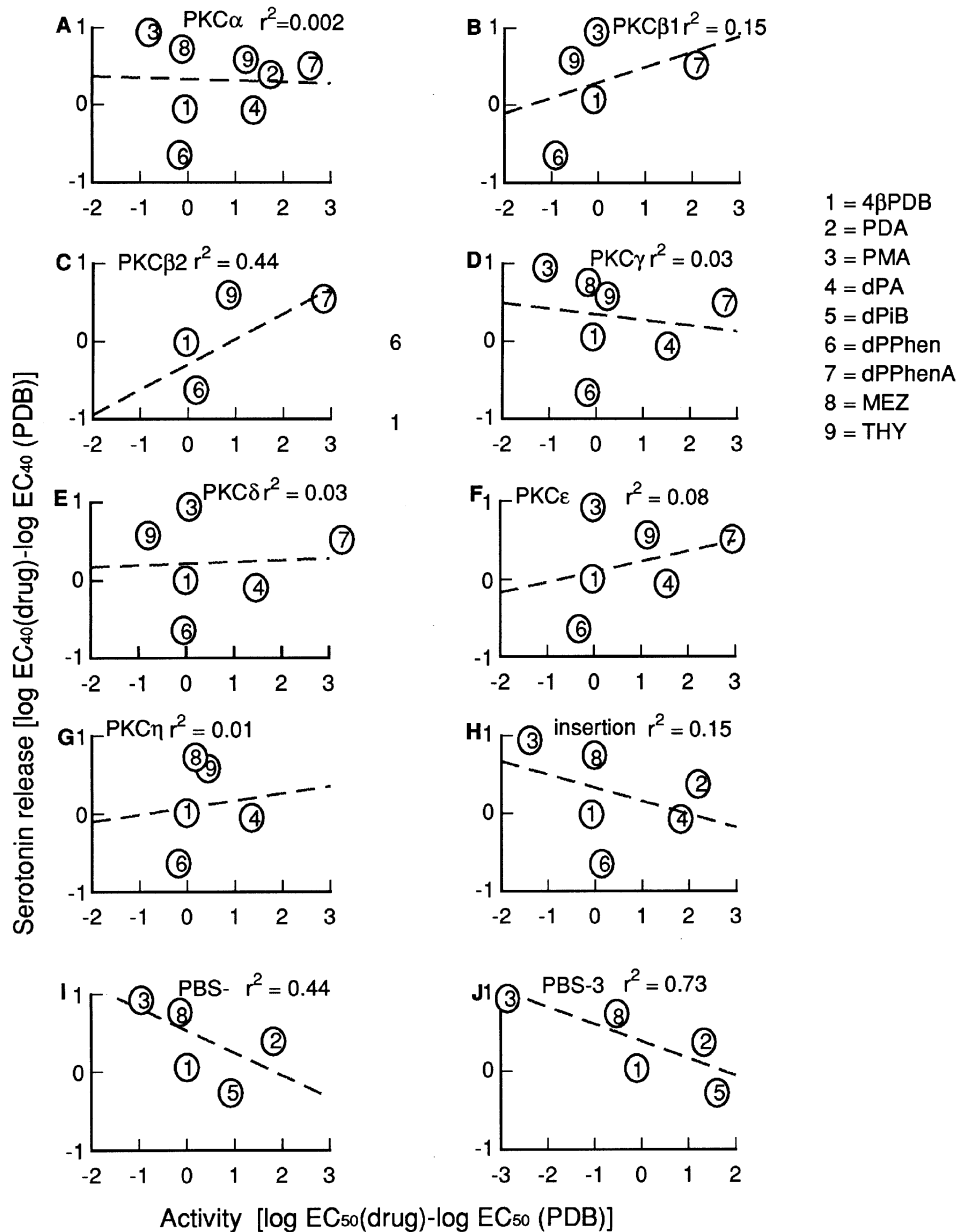 A PKCα r²=0.002
1
0
-1
3 8 9 2 7 1 4 6
-2 -1 0 1 2 3
B PKCβ1 r² = 0.15
1
0
-1
3 9 7 1 6
-2 -1 0 1 2 3
1 = 4βPDB
2 = PDA
3 = PMA
4 = dPA
5 = dPiB
6 = dPPhen
7 = dPPhenA
8 = MEZ
9 = THY
C PKCβ2 r² = 0.44
1
0
-1
9 7 1 6
-2 -1 0 1 2 3
6
1
D PKCγ r² = 0.03
1
0
-1
3 8 9 7 1 4 6
-2 -1 0 1 2 3
Serotonin release [log EC40(drug)-log EC40 (PDB)]
E PKCδ r² = 0.03
1
0
-1
3 9 7 1 4 6
-2 -1 0 1 2 3
F PKCε r² = 0.08
1
0
-1
3 9 7 1 4 6
-2 -1 0 1 2 3
G PKCη r² = 0.01
1
0
-1
8 9 1 4 6
-2 -1 0 1 2 3
H insertion r² = 0.15
1
0
-1
3 8 2 1 4 6
-2 -1 0 1 2 3
I PBS- r² = 0.44
1
0
-1
3 8 2 1 5
-2 -1 0 1 2 3
J PBS-3 r² = 0.73
1
0
-1
3 8 2 1 5
-3 -2 -1 0 1 2
Activity [log EC50(drug)-log EC50 (PDB)]